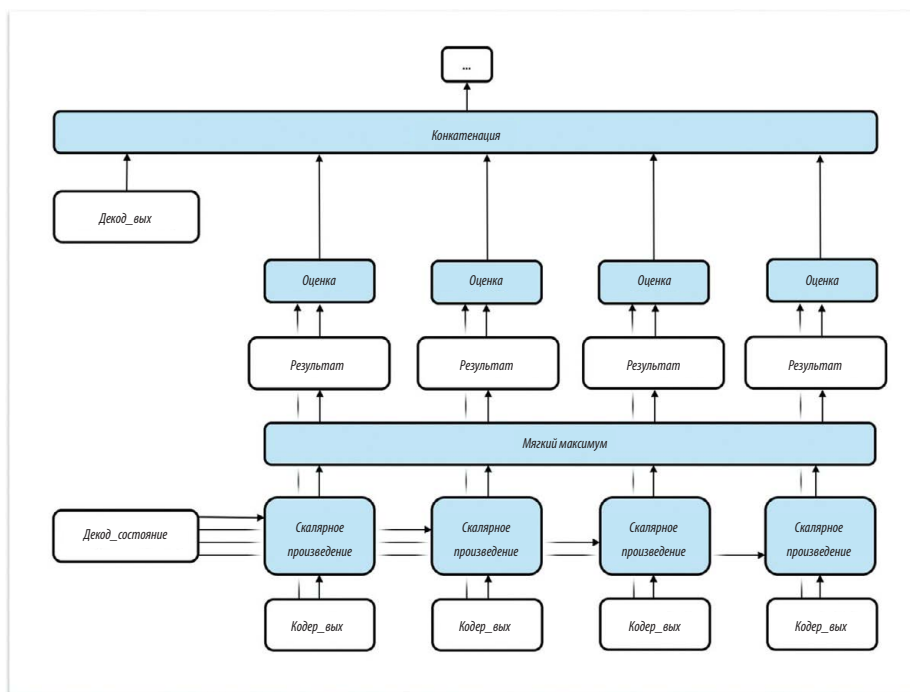 ...
Конкатенация
Декод_вых
Оценка
Оценка
Оценка
Оценка
Результат
Результат
Результат
Результат
Мягкий максимум
Декод_состояние
Скалярное
произведение
Скалярное
произведение
Скалярное
произведение
Скалярное
произведение
Кодер_вых
Кодер_вых
Кодер_вых
Кодер_вых